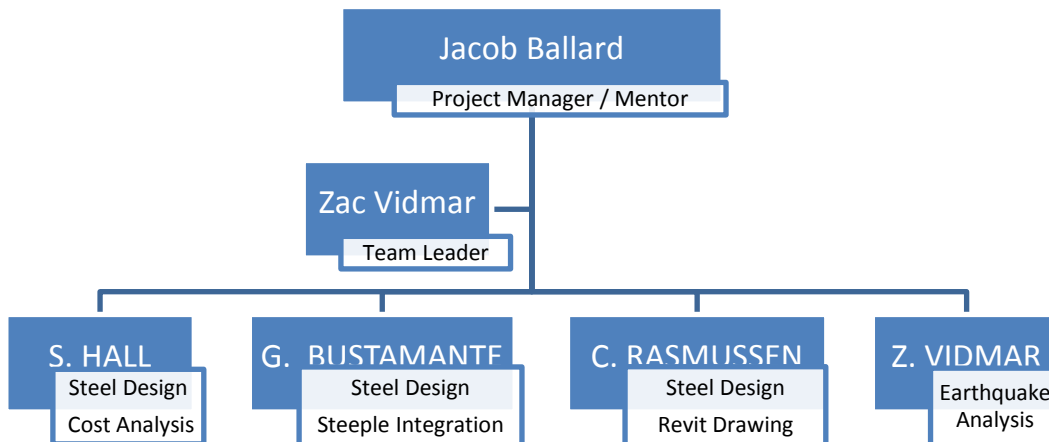 Jacob Ballard
Project Manager / Mentor
Zac Vidmar
Team Leader
S. HALL
Steel Design
Cost Analysis
G. BUSTAMANTE
Steel Design
Steeple Integration
C. RASMUSSEN
Steel Design
Revit Drawing
Z. VIDMAR
Earthquake
Analysis